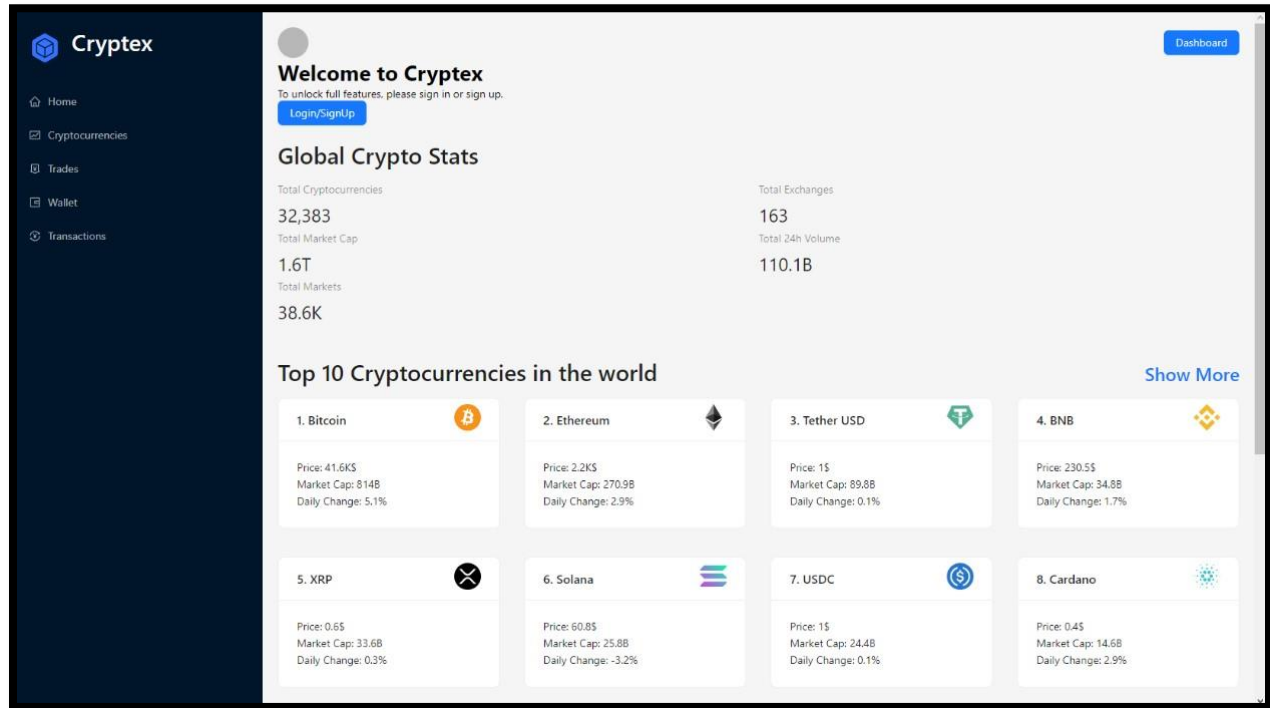 Cryptex
Home
Cryptocurrencies
Trades
Wallet
Transactions
Dashboard
Welcome to Cryptex
To unlock full features, please sign in or sign up.
Login/SignUp
Global Crypto Stats
Total Cryptocurrencies
32,383
Total Exchanges
163
Total Market Cap
1.6T
Total 24h Volume
110.1B
Total Markets
38.6K
Top 10 Cryptocurrencies in the world
Show More
1. Bitcoin
Price: 41.6K$
Market Cap: 814B
Daily Change: 5.1%
2. Ethereum
Price: 2.2K$
Market Cap: 270.9B
Daily Change: 2.9%
3. Tether USD
Price: 1$
Market Cap: 89.8B
Daily Change: 0.1%
4. BNB
Price: 230.5$
Market Cap: 34.8B
Daily Change: 1.7%
5. XRP
Price: 0.6$
Market Cap: 33.6B
Daily Change: 0.3%
6. Solana
Price: 60.8$
Market Cap: 25.8B
Daily Change: -3.2%
7. USDC
Price: 1$
Market Cap: 24.4B
Daily Change: 0.1%
8. Cardano
Price: 0.4$
Market Cap: 14.6B
Daily Change: 2.9%